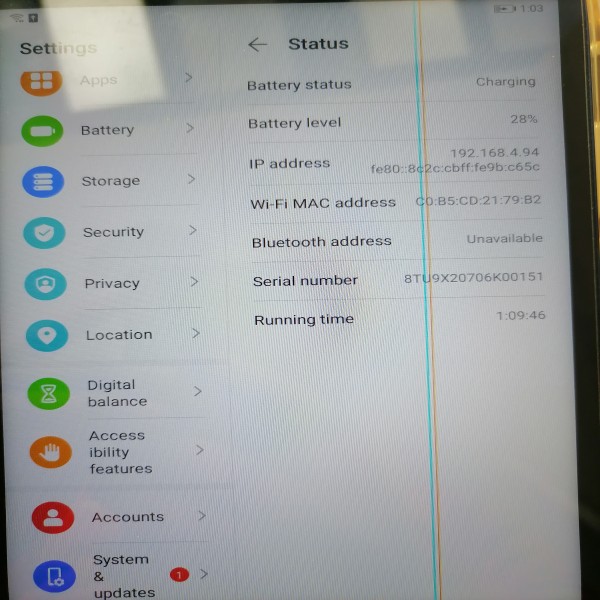 1:03
Settings
Status
Apps
Battery
Storage
Security
Privacy
Location
Digital
balance
Access
ibility
features
Accounts
System
&
updates
1
Battery status
Charging
Battery level
28%
IP address
192.168.4.94
fe80::8c2c:cbff:fe9b:c65c
Wi-Fi MAC address
C0:B5:CD:21:79:B2
Bluetooth address
Unavailable
Serial number
8TU9X20706K00151
Running time
1:09:46